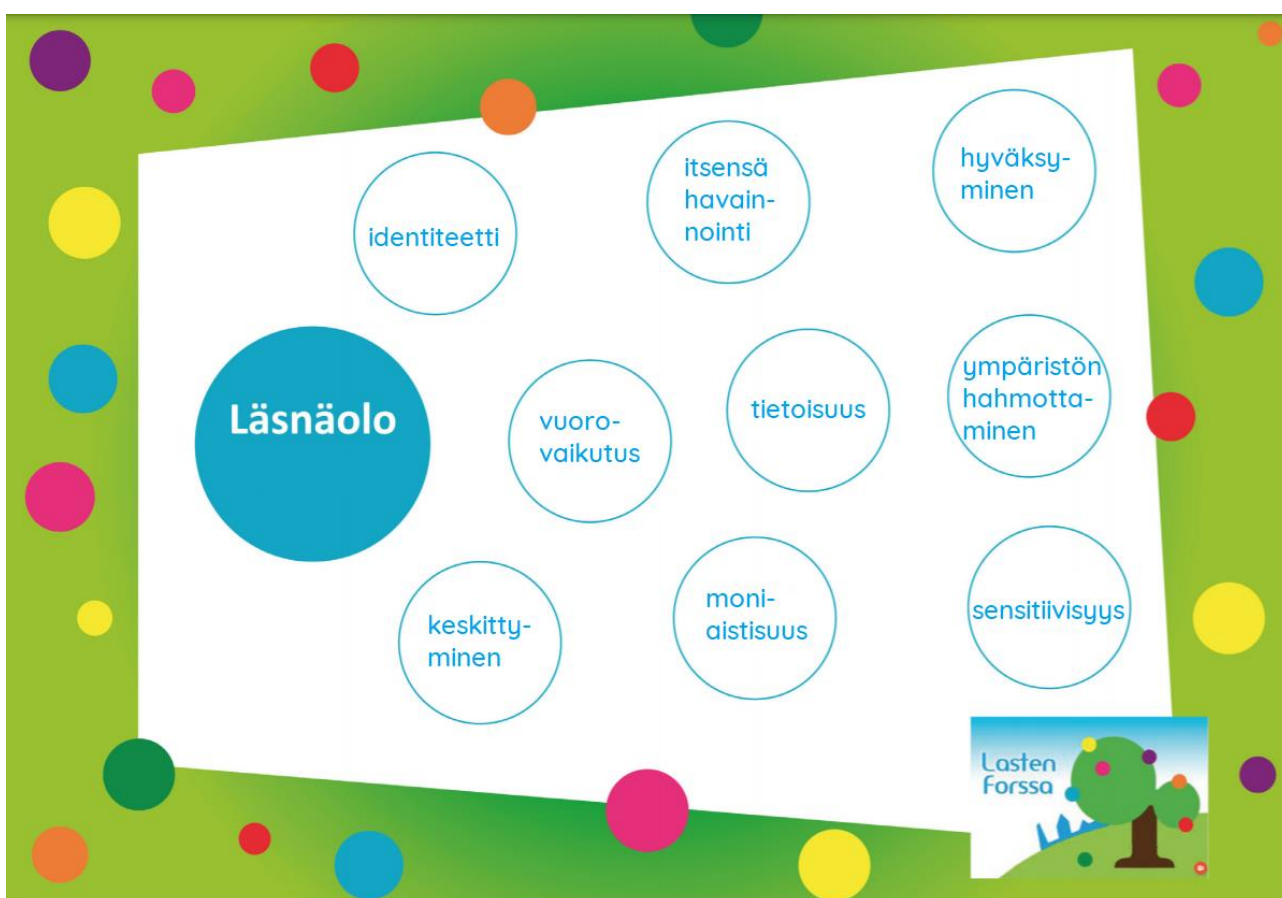 Läsnäolo
identiteetti
itsensä
havain-
nointi
hyväksy-
minen
vuoro-
vaikutus
tietoisuus
ympäristön
hahmotta-
minen
keskitty-
minen
moni-
aistisuus
sensitiivisyys
Lasten
Forssa